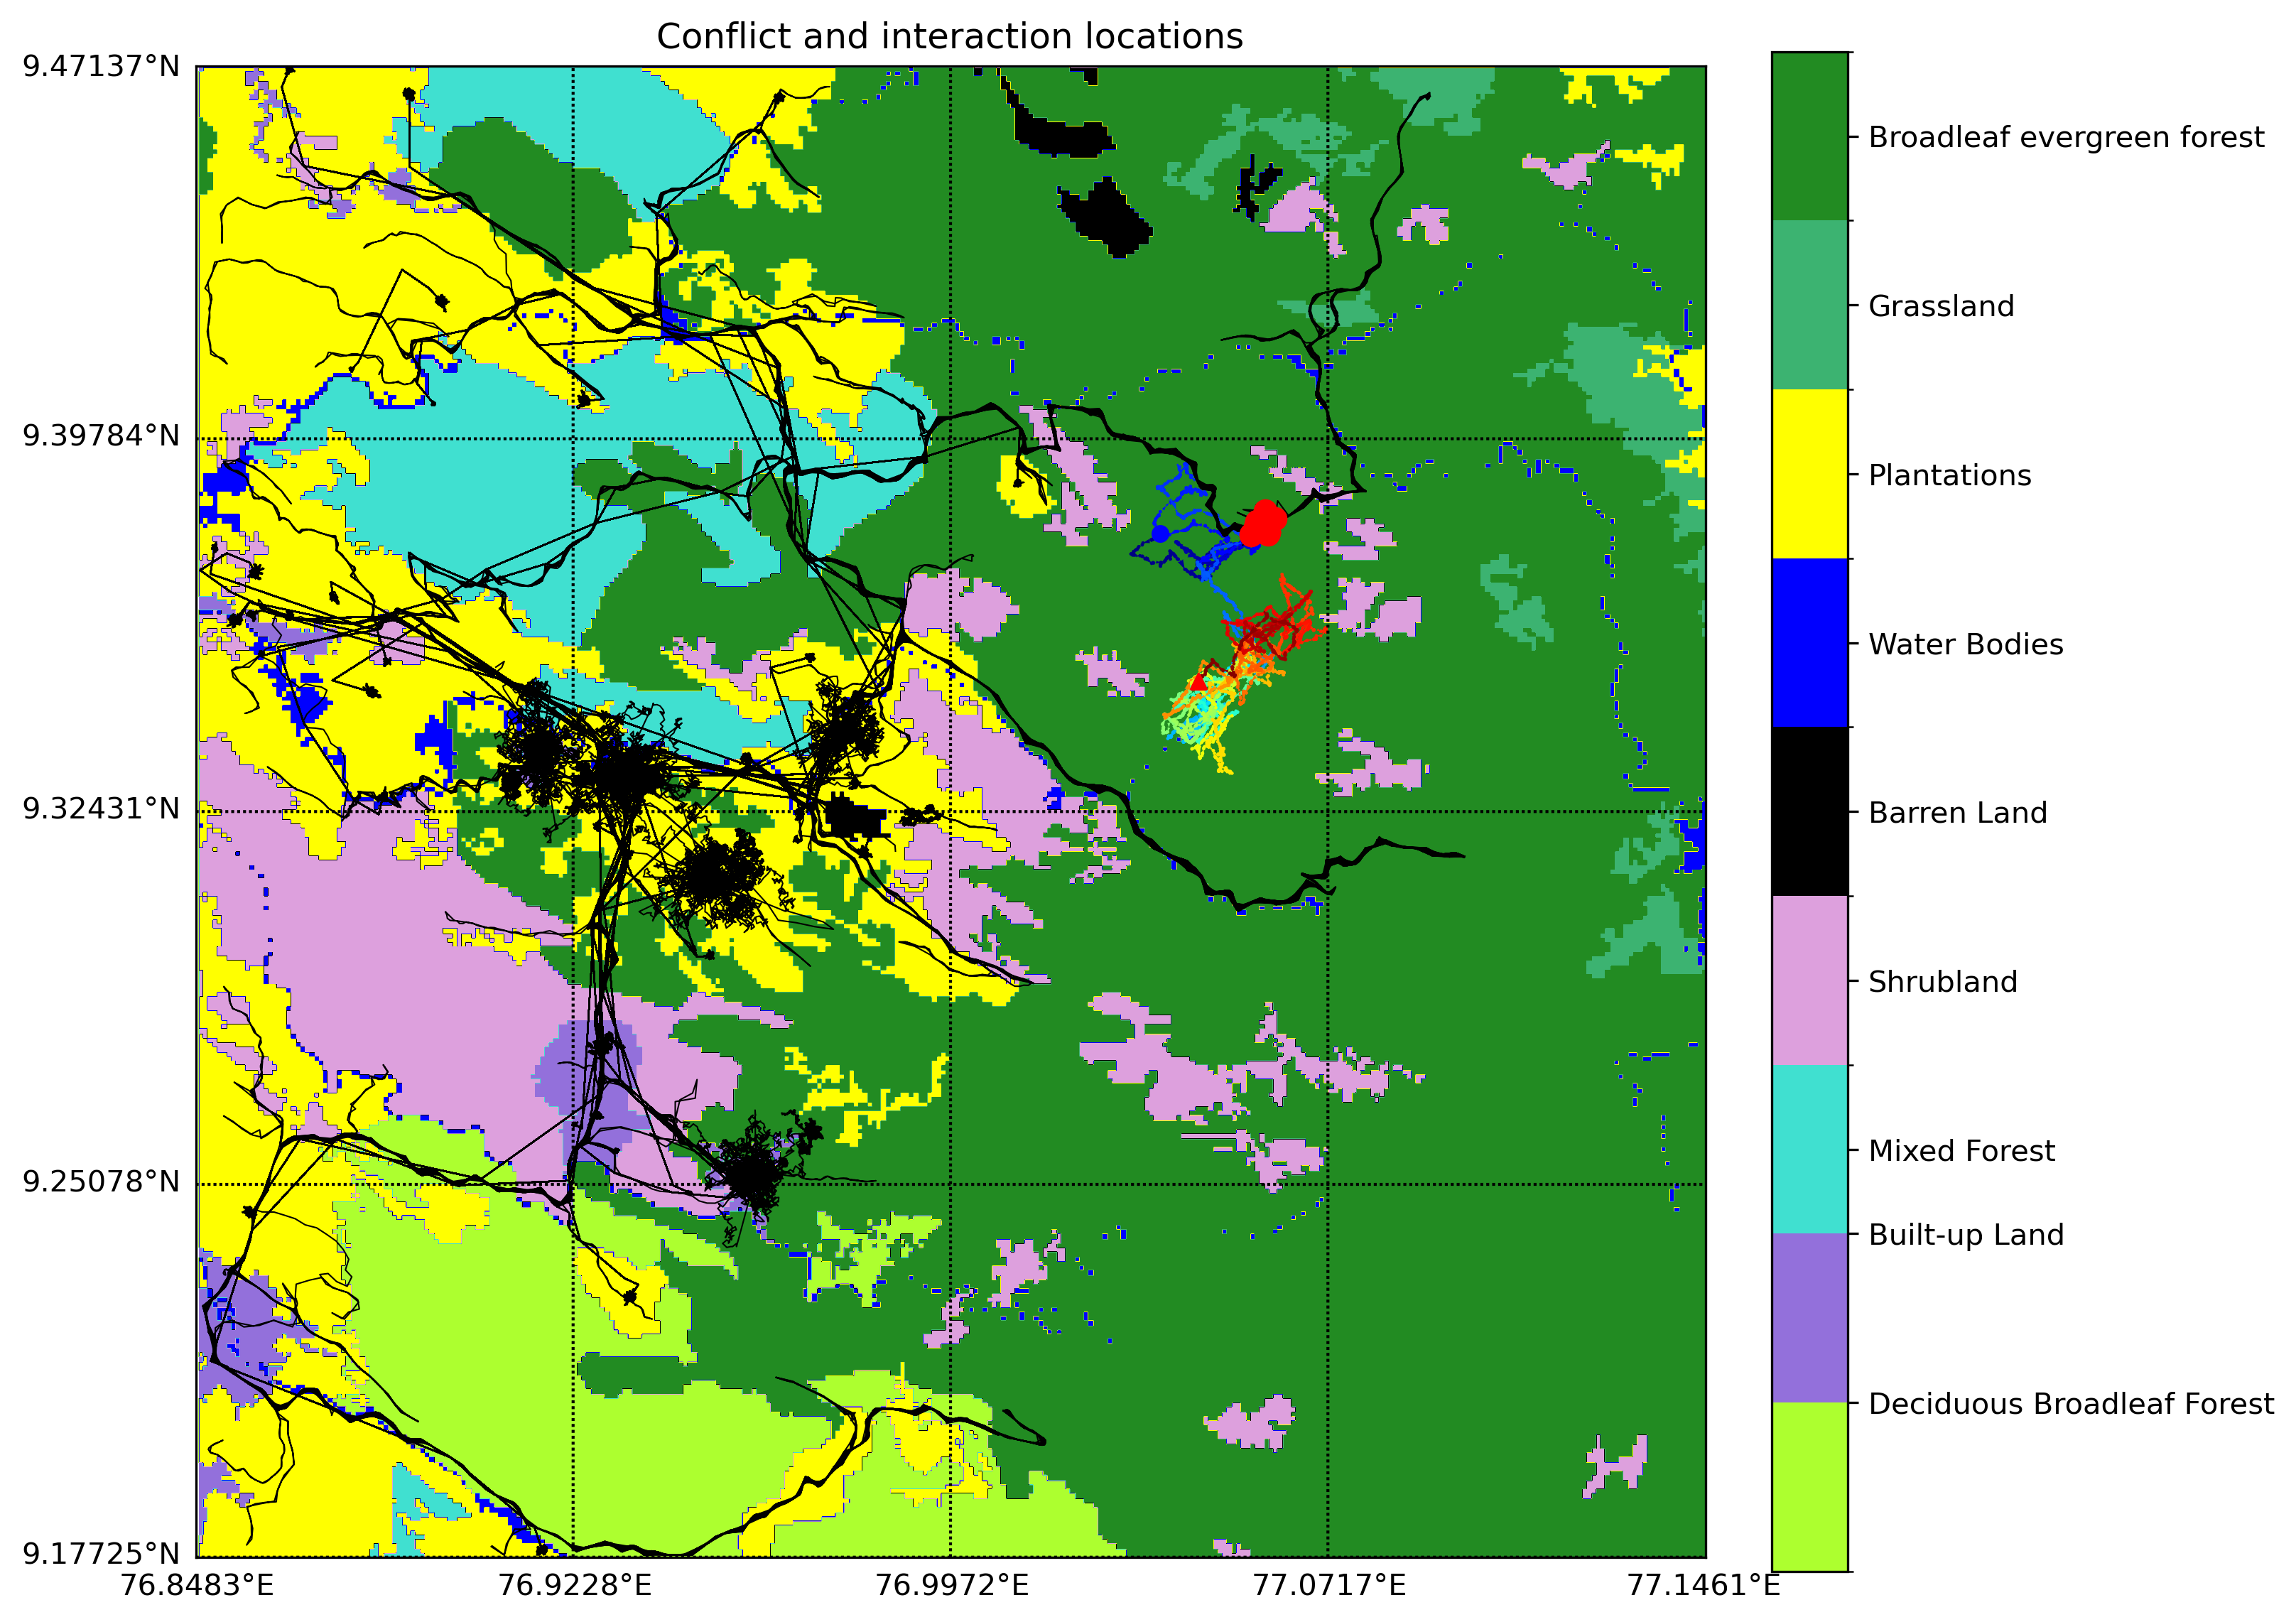 Conflict and interaction locations
9.47137°N
9.39784°N
9.32431°N
9.25078°N
9.17725°N
76.8483°E
76.9228°E
76.9972°E
77.0717°E
77.1461°E
Broadleaf evergreen forest
Grassland
Plantations
Water Bodies
Barren Land
Shrubland
Mixed Forest
Built-up Land
Deciduous Broadleaf Forest